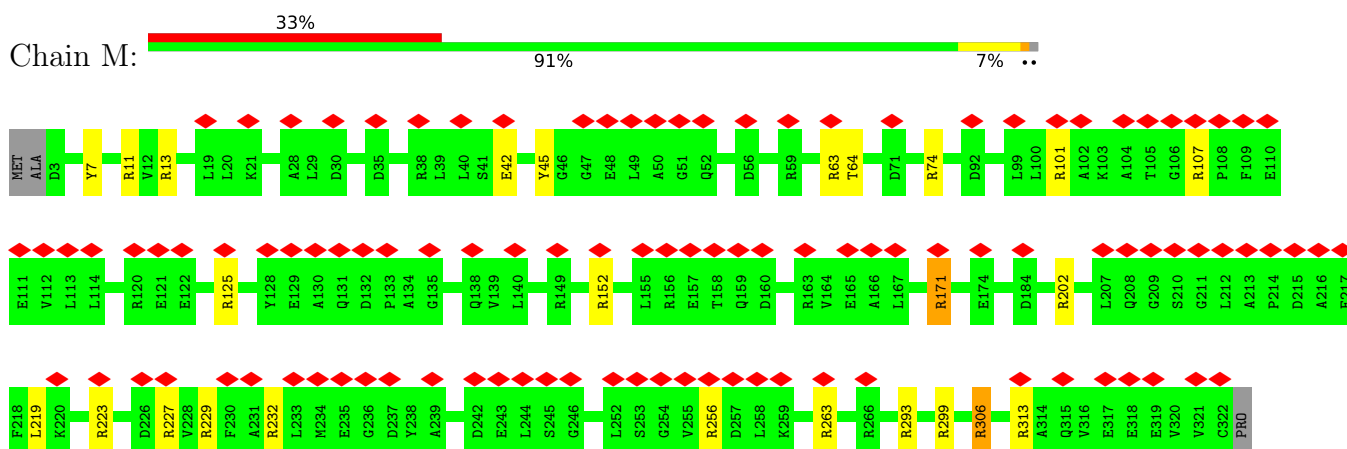 33%
Chain M:
91% 7% ••
MET ALA D3 Y7 R11 V12 R13 L19 L20 K21 A28 L29 D30 D35 R38 L39 L40 S41 E42 Y45 G46 G47 E48 L49 A50 G51 Q52 D56 R59 R63 T64 D71 R74 D92 L99 L100 R101 A102 K103 A104 T105 G106 R107 P108 F109 E110
E111 V112 L113 L114 R120 E121 E122 R125 Y128 E129 A130 Q131 D132 P133 A134 G135 Q138 V139 L140 R149 R152 L155 R156 E157 T158 Q159 D160 R163 V164 E165 A166 L167 R171 E174 D184 R202 L207 Q208 G209 S210 G211 L212 A213 P214 D215 A216 E217
F218 L219 K220 R223 D226 R227 V228 R229 F230 A231 R232 L233 M234 E235 G236 D237 Y238 A239 D242 E243 L244 S245 G246 L252 S253 G254 V255 R256 D257 L258 K259 R263 R266 R293 R299 R306 R313 A314 Q315 V316 E317 E318 E319 V320 V321 C322 PRO